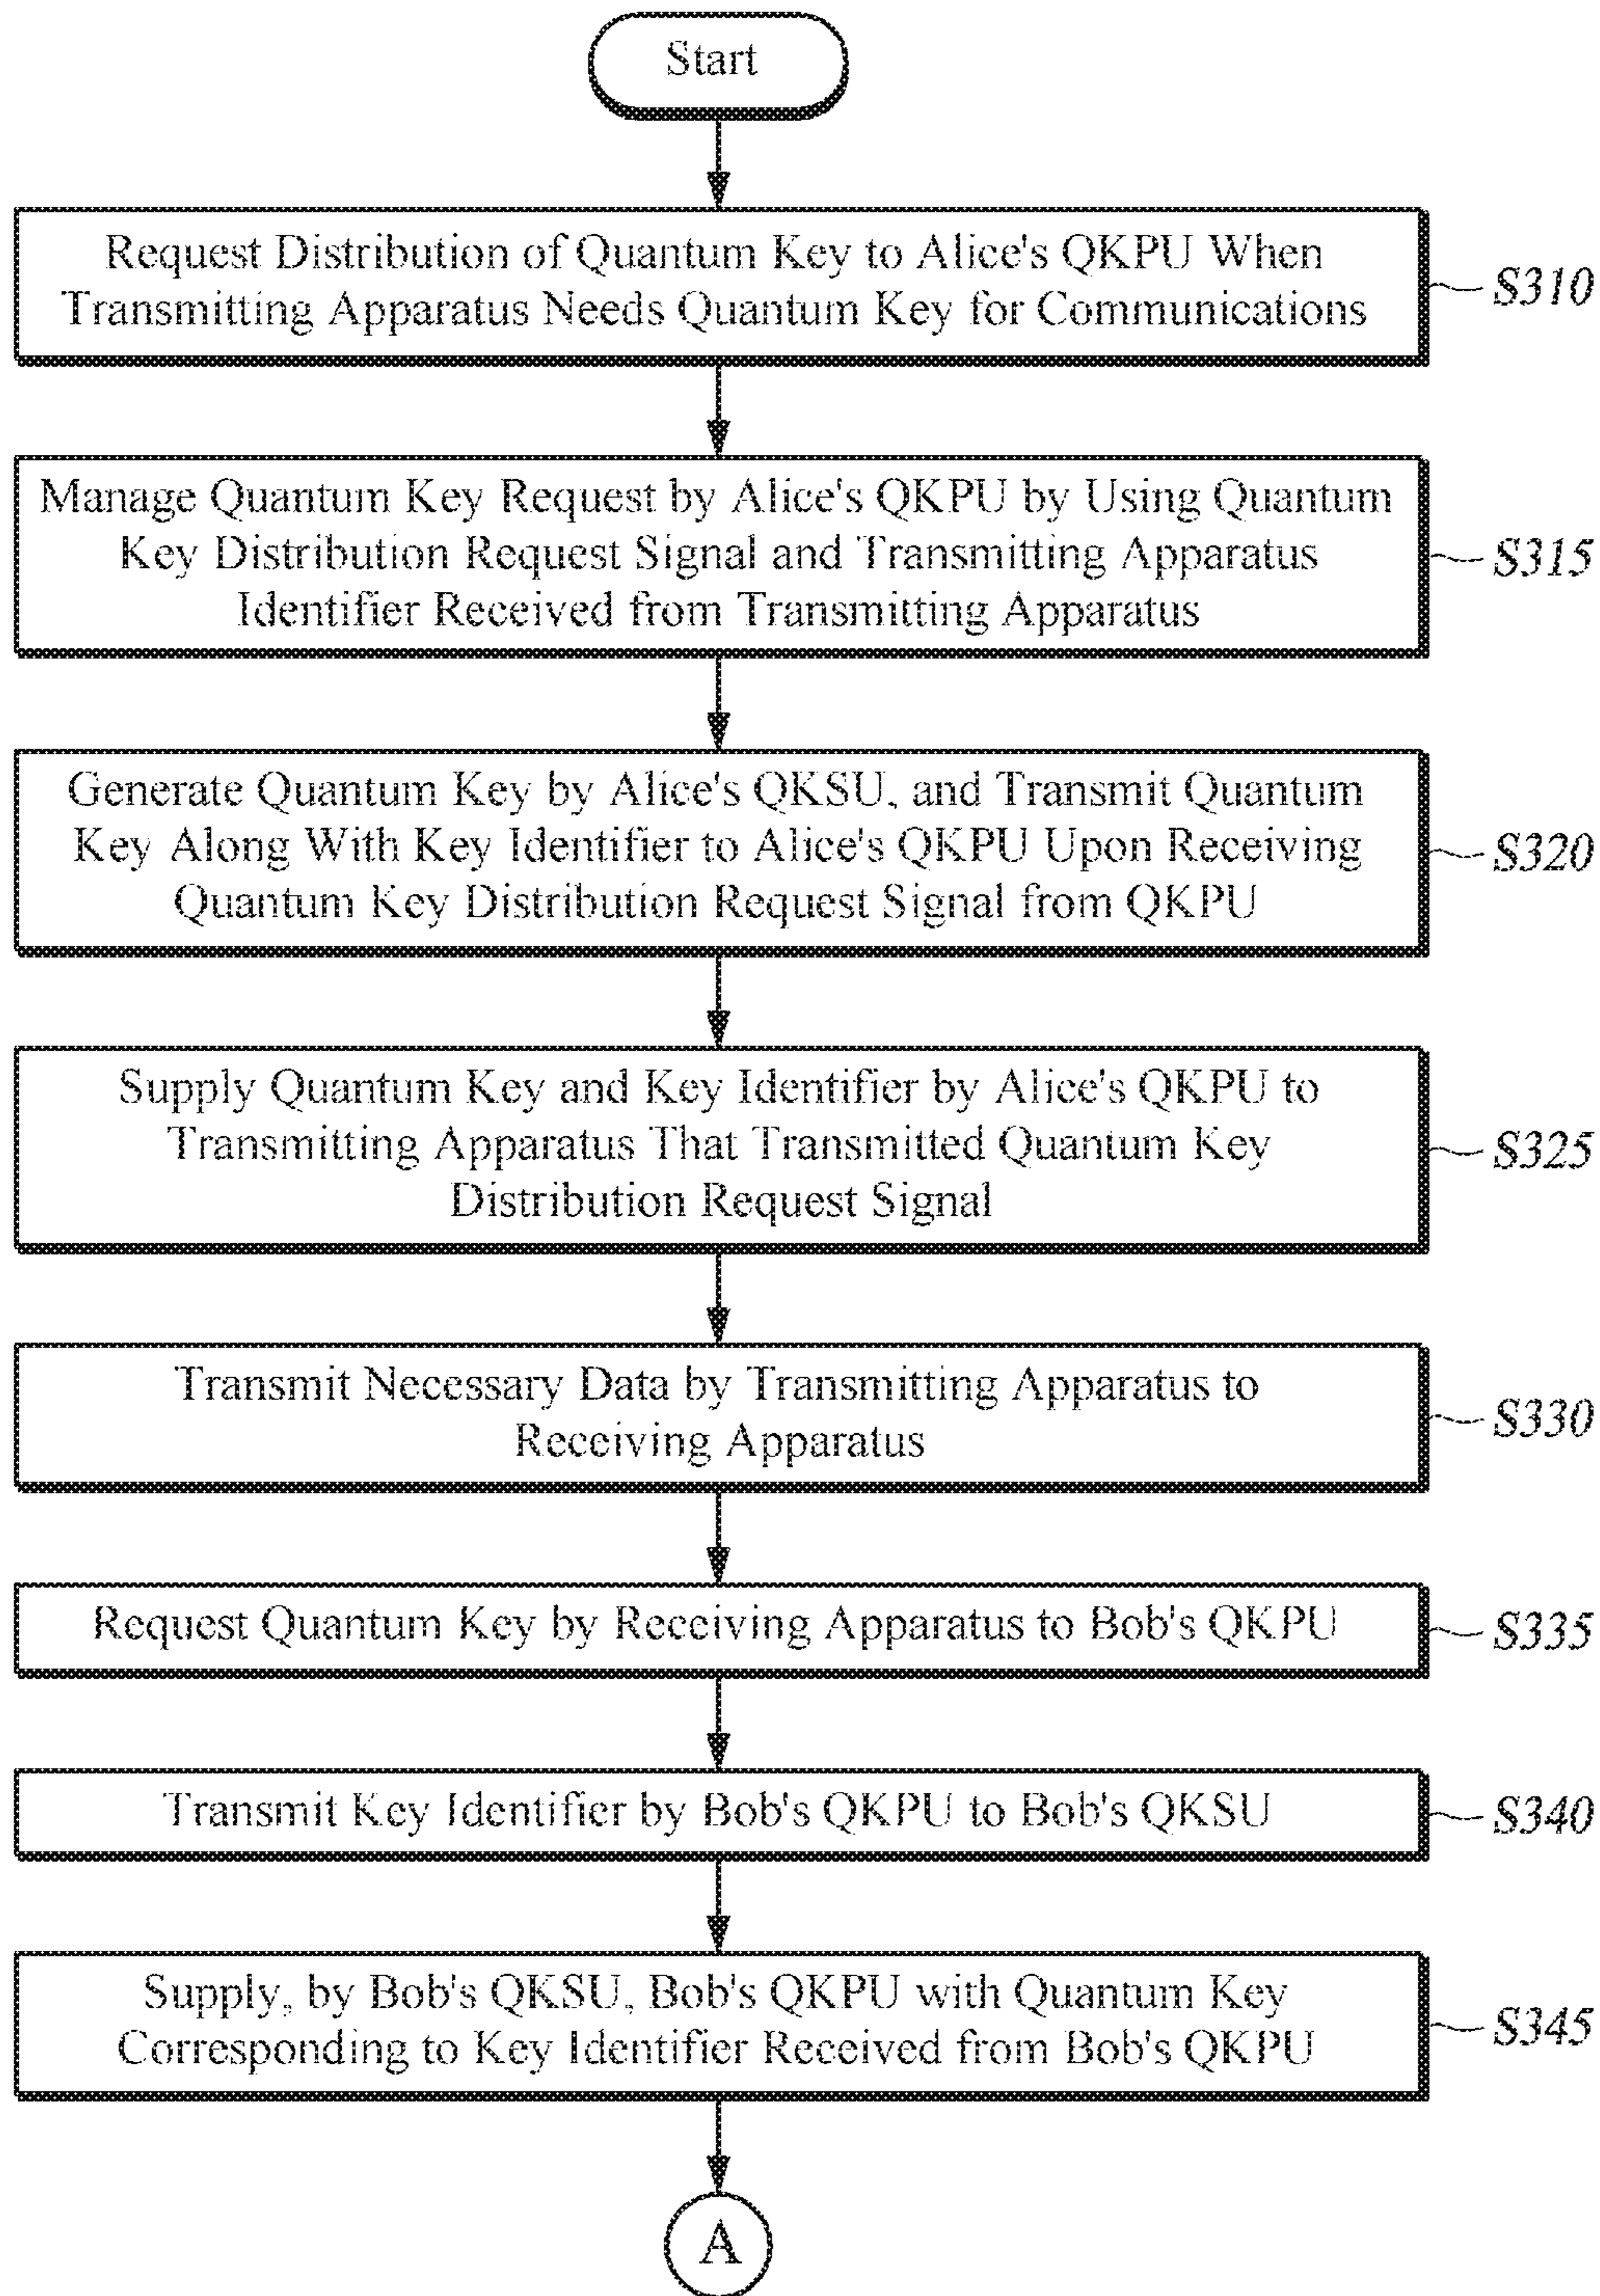 Start
Request Distribution of Quantum Key to Alice's QKPU When
Transmitting Apparatus Needs Quantum Key for Communications
S310
Manage Quantum Key Request by Alice's QKPU by Using Quantum
Key Distribution Request Signal and Transmitting Apparatus
Identifier Received from Transmitting Apparatus
S315
Generate Quantum Key by Alice's QKSU, and Transmit Quantum
Key Along With Key Identifier to Alice's QKPU Upon Receiving
Quantum Key Distribution Request Signal from QKPU
S320
Supply Quantum Key and Key Identifier by Alice's QKPU to
Transmitting Apparatus That Transmitted Quantum Key
Distribution Request Signal
S325
Transmit Necessary Data by Transmitting Apparatus to
Receiving Apparatus
S330
Request Quantum Key by Receiving Apparatus to Bob's QKPU
S335
Transmit Key Identifier by Bob's QKPU to Bob's QKSU
S340
Supply, by Bob's QKSU, Bob's QKPU with Quantum Key
Corresponding to Key Identifier Received from Bob's QKPU
S345
A